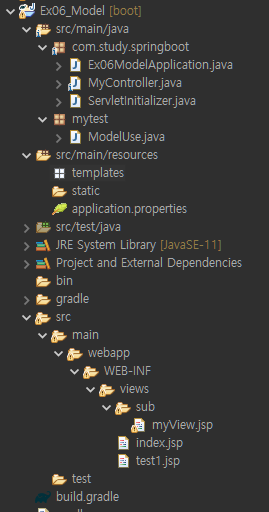 Ex06_Model [boot]
src/main/java
com.study.springboot
Ex06ModelApplication.java
MyController.java
ServletInitializer.java
mytest
ModelUse.java
src/main/resources
templates
static
application.properties
src/test/java
JRE System Library [JavaSE-11]
Project and External Dependencies
bin
gradle
src
main
webapp
WEB-INF
views
sub
myView.jsp
index.jsp
test1.jsp
test
build.gradle